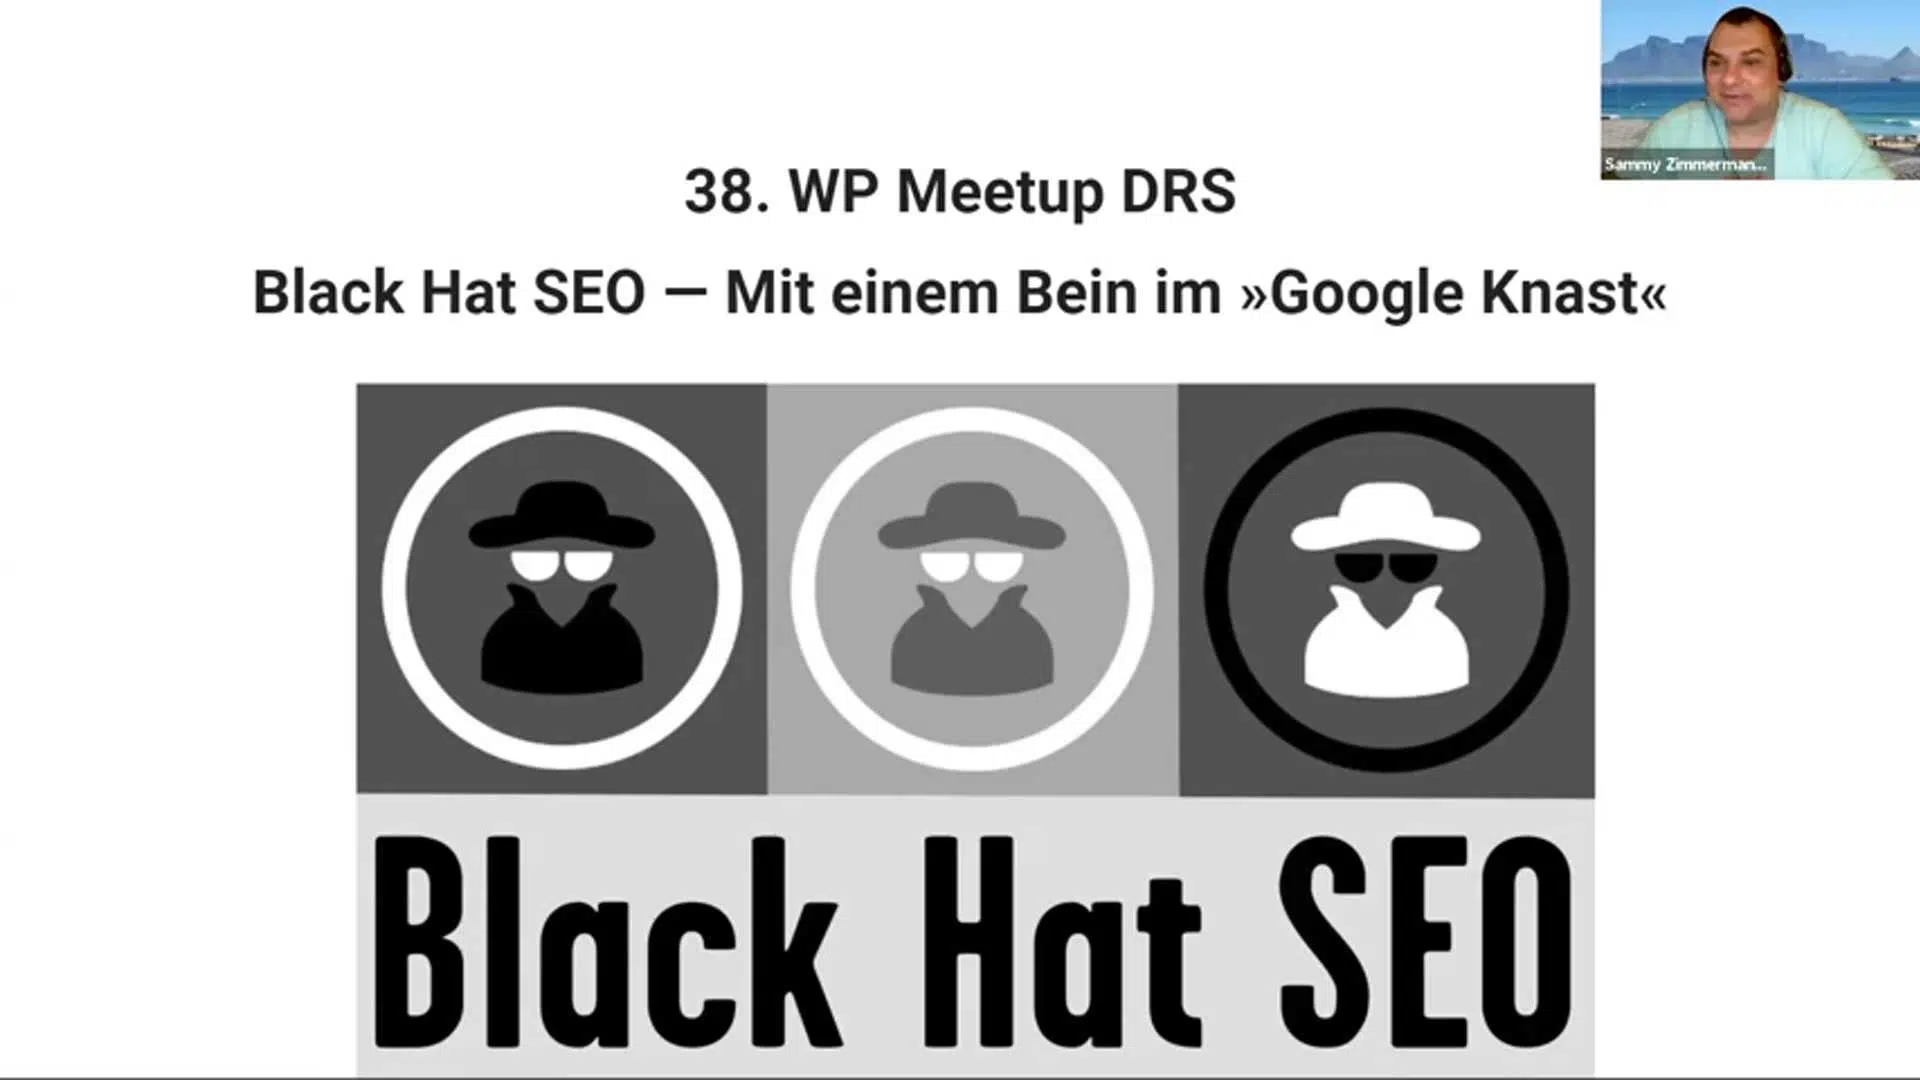 38. WP Meetup DRS
Black Hat SEO — Mit einem Bein im »Google Knast«
Sammy Zimmerman...
Black Hat SEO